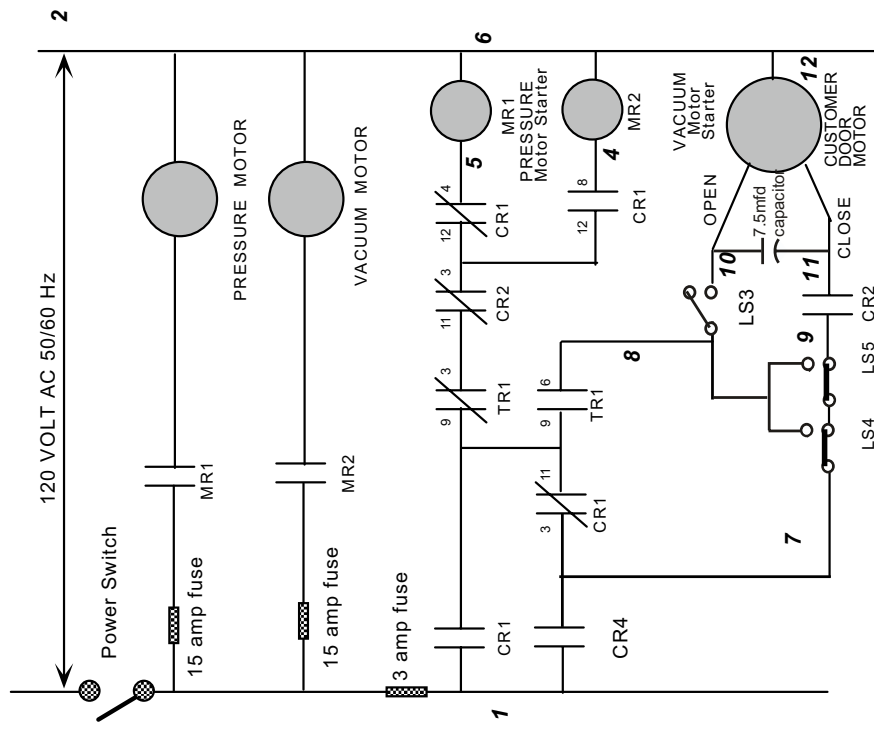 2
120 VOLT AC 50/60 Hz
Power Switch
15 amp fuse
MR1
PRESSURE MOTOR
15 amp fuse
MR2
VACUUM MOTOR
3 amp fuse
1
6
CR1
9
3
TR1
11
3
CR2
12
4
CR1
5
MR1
PRESSURE
Motor Starter
12
8
CR1
4
MR2
VACUUM
Motor
Starter
CR4
3
11
CR1
9
6
TR1
8
7
LS4
LS5
9
CR2
LS3
10
OPEN
7.5mfd
capacitor
11
CLOSE
12
CUSTOMER
DOOR
MOTOR